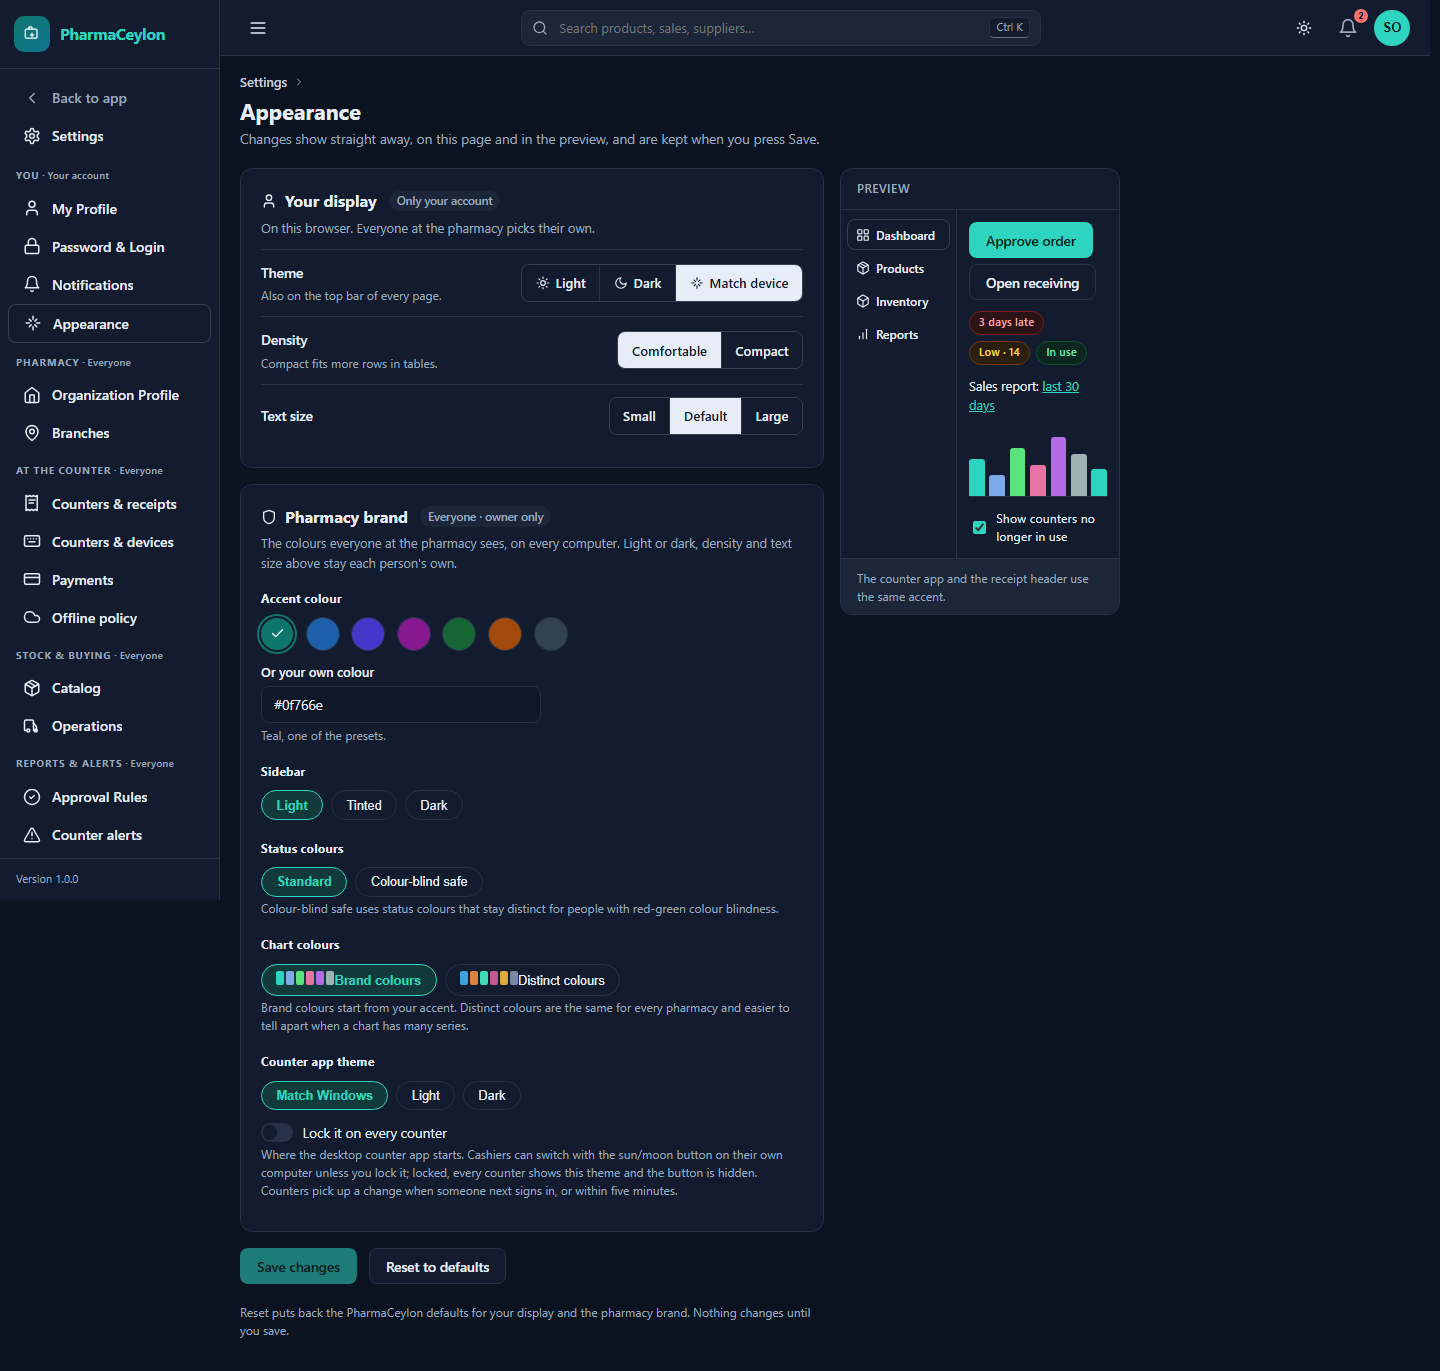 PharmaCeylon
Search products, sales, suppliers...
Ctrl K
2
SO
Back to app
Settings
YOU · Your account
My Profile
Password & Login
Notifications
Appearance
PHARMACY · Everyone
Organization Profile
Branches
AT THE COUNTER · Everyone
Counters & receipts
Counters & devices
Payments
Offline policy
STOCK & BUYING · Everyone
Catalog
Operations
REPORTS & ALERTS · Everyone
Approval Rules
Counter alerts
Version 1.0.0
Settings
Appearance
Changes show straight away, on this page and in the preview, and are kept when you press Save.
Your display
Only your account
On this browser. Everyone at the pharmacy picks their own.
Theme
Also on the top bar of every page.
Light
Dark
Match device
Density
Compact fits more rows in tables.
Comfortable
Compact
Text size
Small
Default
Large
Pharmacy brand
Everyone · owner only
The colours everyone at the pharmacy sees, on every computer. Light or dark, density and text
size above stay each person's own.
Accent colour
Or your own colour
#0f766e
Teal, one of the presets.
Sidebar
Light
Tinted
Dark
Status colours
Standard
Colour-blind safe
Colour-blind safe uses status colours that stay distinct for people with red-green colour blindness.
Chart colours
Brand colours
Distinct colours
Brand colours start from your accent. Distinct colours are the same for every pharmacy and easier to
tell apart when a chart has many series.
Counter app theme
Match Windows
Light
Dark
Lock it on every counter
Where the desktop counter app starts. Cashiers can switch with the sun/moon button on their own
computer unless you lock it; locked, every counter shows this theme and the button is hidden.
Counters pick up a change when someone next signs in, or within five minutes.
Save changes
Reset to defaults
Reset puts back the PharmaCeylon defaults for your display and the pharmacy brand. Nothing changes until
you save.
PREVIEW
Dashboard
Products
Inventory
Reports
Approve order
Open receiving
3 days late
Low · 14
In use
Sales report: last 30
days
Show counters no
longer in use
The counter app and the receipt header use
the same accent.